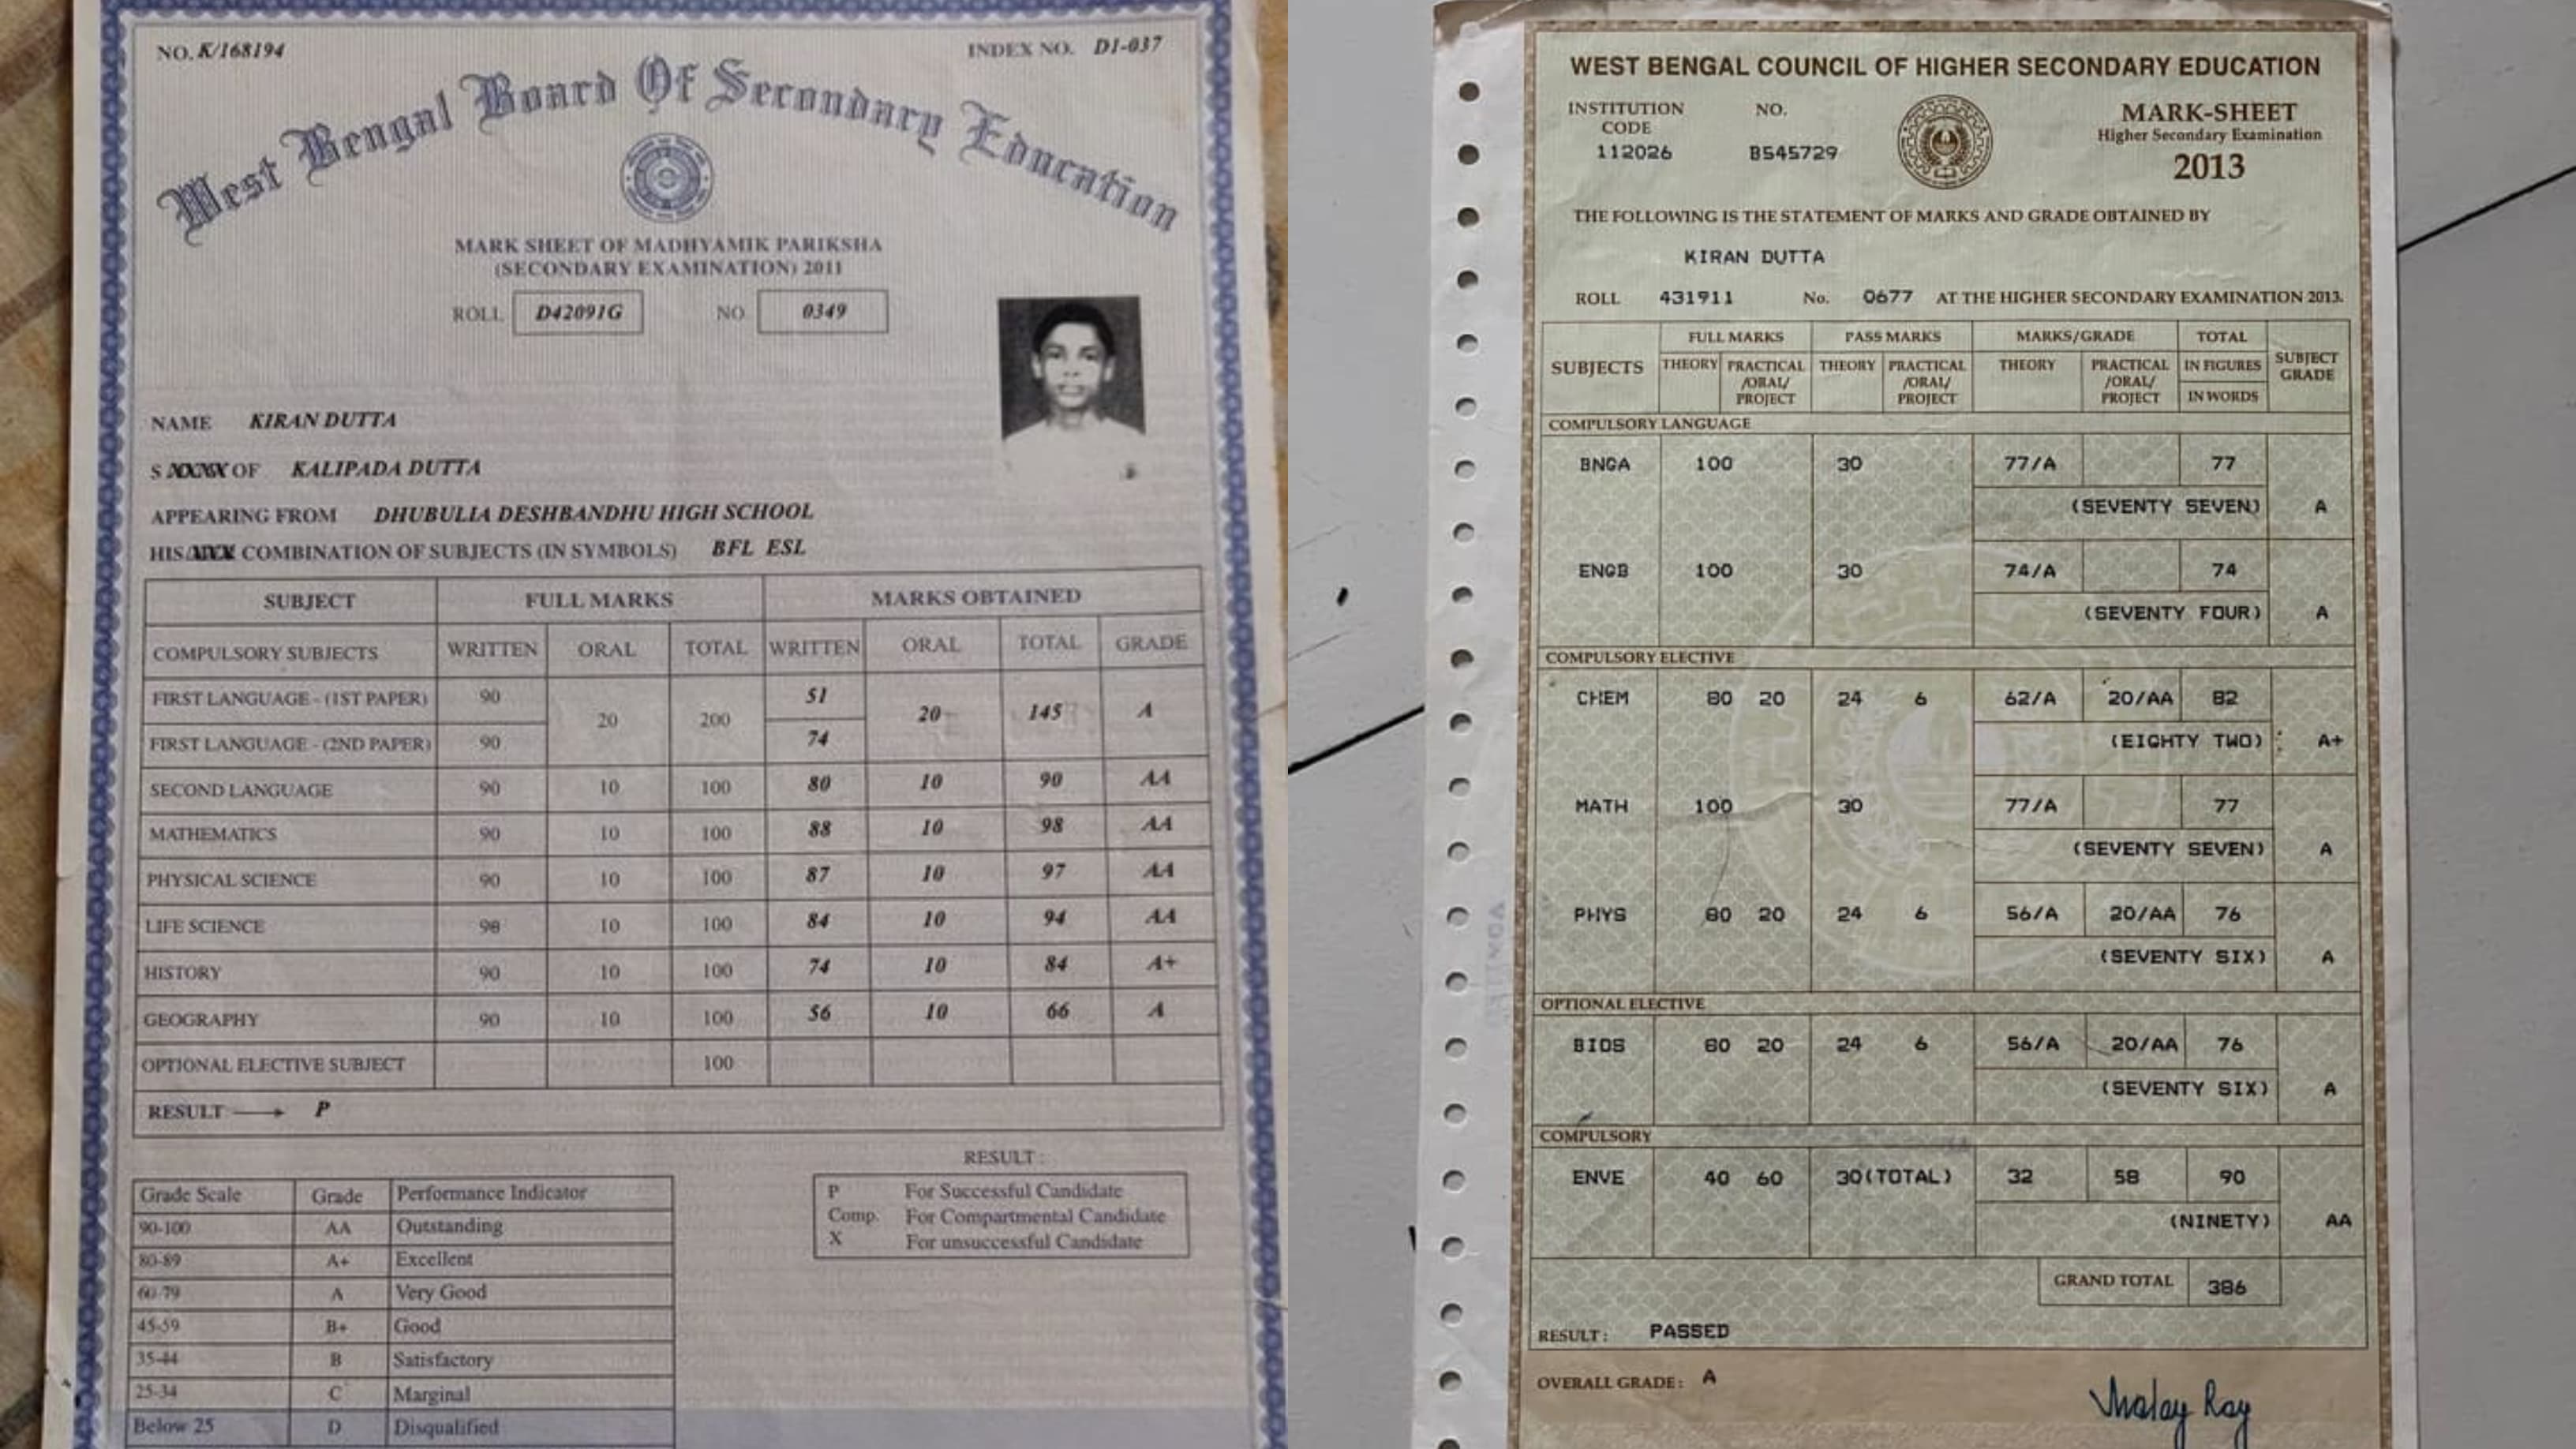 NO. K/168194 INDEX NO. D1-037
West Bengal Board Of Secondary Education
MARK SHEET OF MADHYAMIK PARIKSHA
(SECONDARY EXAMINATION) 2011
ROLL D42091G NO 0349
NAME KIRAN DUTTA
S XXXX OF KALIPADA DUTTA
APPEARING FROM DHUBULIA DESHBANDHU HIGH SCHOOL
HIS/XXX COMBINATION OF SUBJECTS (IN SYMBOLS) BFL ESL
SUBJECT FULL MARKS MARKS OBTAINED
COMPULSORY SUBJECTS WRITTEN ORAL TOTAL WRITTEN ORAL TOTAL GRADE
FIRST LANGUAGE - (1ST PAPER) 90 20 200 51 20 145 A
FIRST LANGUAGE - (2ND PAPER) 90 74
SECOND LANGUAGE 90 10 100 80 10 90 AA
MATHEMATICS 90 10 100 88 10 98 AA
PHYSICAL SCIENCE 90 10 100 87 10 97 AA
LIFE SCIENCE 90 10 100 84 10 94 AA
HISTORY 90 10 100 74 10 84 A+
GEOGRAPHY 90 10 100 56 10 66 A
OPTIONAL ELECTIVE SUBJECT 100
RESULT → P
Grade Scale Grade Performance Indicator
90-100 AA Outstanding
80-89 A+ Excellent
60-79 A Very Good
45-59 B+ Good
35-44 B Satisfactory
25-34 C Marginal
Below 25 D Disqualified
RESULT :
P For Successful Candidate
Comp. For Compartmental Candidate
X For unsuccessful Candidate
WEST BENGAL COUNCIL OF HIGHER SECONDARY EDUCATION
INSTITUTION CODE NO. MARK-SHEET
112026 B545729 Higher Secondary Examination
2013
THE FOLLOWING IS THE STATEMENT OF MARKS AND GRADE OBTAINED BY
KIRAN DUTTA
ROLL 431911 No. 0677 AT THE HIGHER SECONDARY EXAMINATION 2013.
SUBJECTS FULL MARKS PASS MARKS MARKS/GRADE TOTAL SUBJECT GRADE
THEORY PRACTICAL /ORAL/ PROJECT THEORY PRACTICAL /ORAL/ PROJECT THEORY PRACTICAL /ORAL/ PROJECT IN FIGURES
IN WORDS
COMPULSORY LANGUAGE
BNGA 100 30 77/A 77
(SEVENTY SEVEN) A
ENGB 100 30 74/A 74
(SEVENTY FOUR) A
COMPULSORY ELECTIVE
CHEM 80 20 24 6 62/A 20/AA 82
(EIGHTY TWO) A+
MATH 100 30 77/A 77
(SEVENTY SEVEN) A
PHYS 80 20 24 6 56/A 20/AA 76
(SEVENTY SIX) A
OPTIONAL ELECTIVE
BIOS 80 20 24 6 56/A 20/AA 76
(SEVENTY SIX) A
COMPULSORY
ENVE 40 60 30(TOTAL) 32 58 90
(NINETY) AA
GRAND TOTAL 386
RESULT : PASSED
OVERALL GRADE : A
Malay Ray